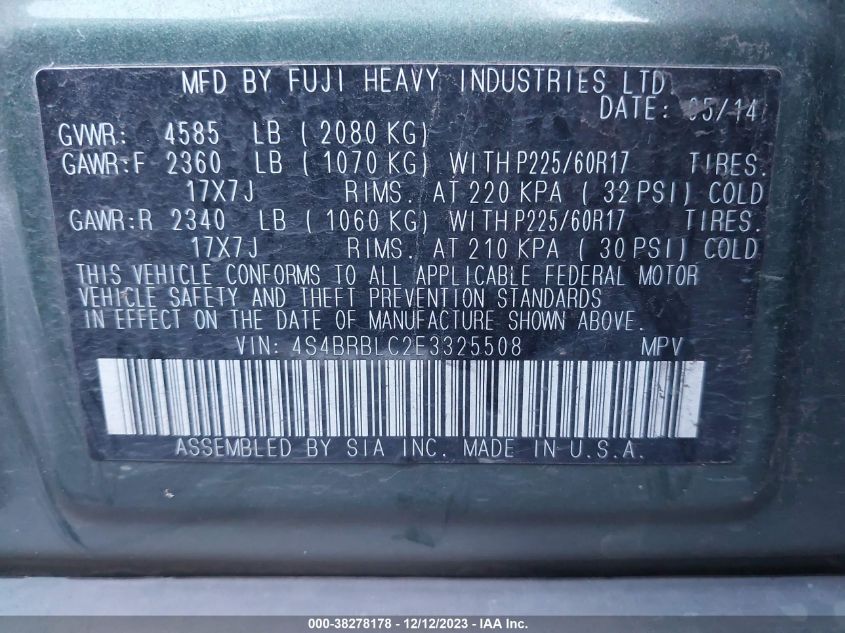 MFD BY FUJI HEAVY INDUSTRIES LTD.
DATE: 05/14
GVWR: 4585 LB ( 2080 KG)
GAWR:F 2360 LB ( 1070 KG) WITH P225/60R17 TIRES.
17X7J RIMS. AT 220 KPA ( 32 PSI) COLD
GAWR:R 2340 LB ( 1060 KG) WITH P225/60R17 TIRES.
17X7J RIMS. AT 210 KPA ( 30 PSI) COLD
THIS VEHICLE CONFORMS TO ALL APPLICABLE FEDERAL MOTOR
VEHICLE SAFETY AND THEFT PREVENTION STANDARDS
IN EFFECT ON THE DATE OF MANUFACTURE SHOWN ABOVE.
VIN: 4S4BRBLC2E3325508 MPV
ASSEMBLED BY SIA INC. MADE IN U.S.A.
000-38278178 - 12/12/2023 - IAA Inc.